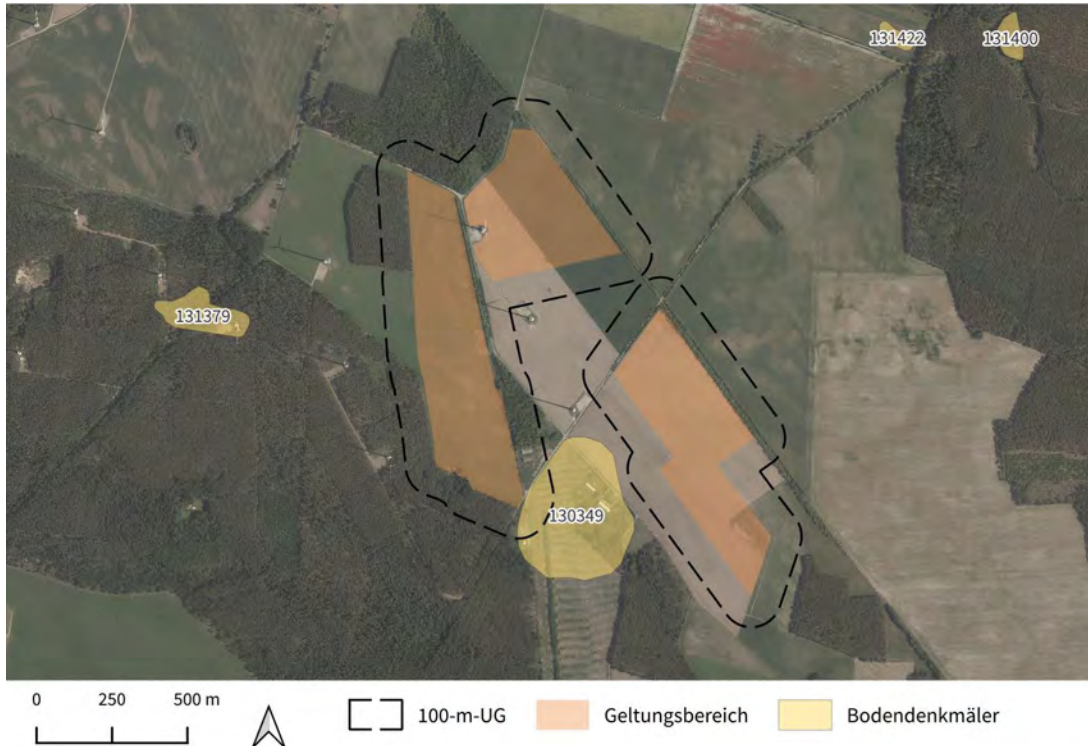 131422
131400
131379
130349
0 250 500 m
100-m-UG
Geltungsbereich
Bodendenkmäler